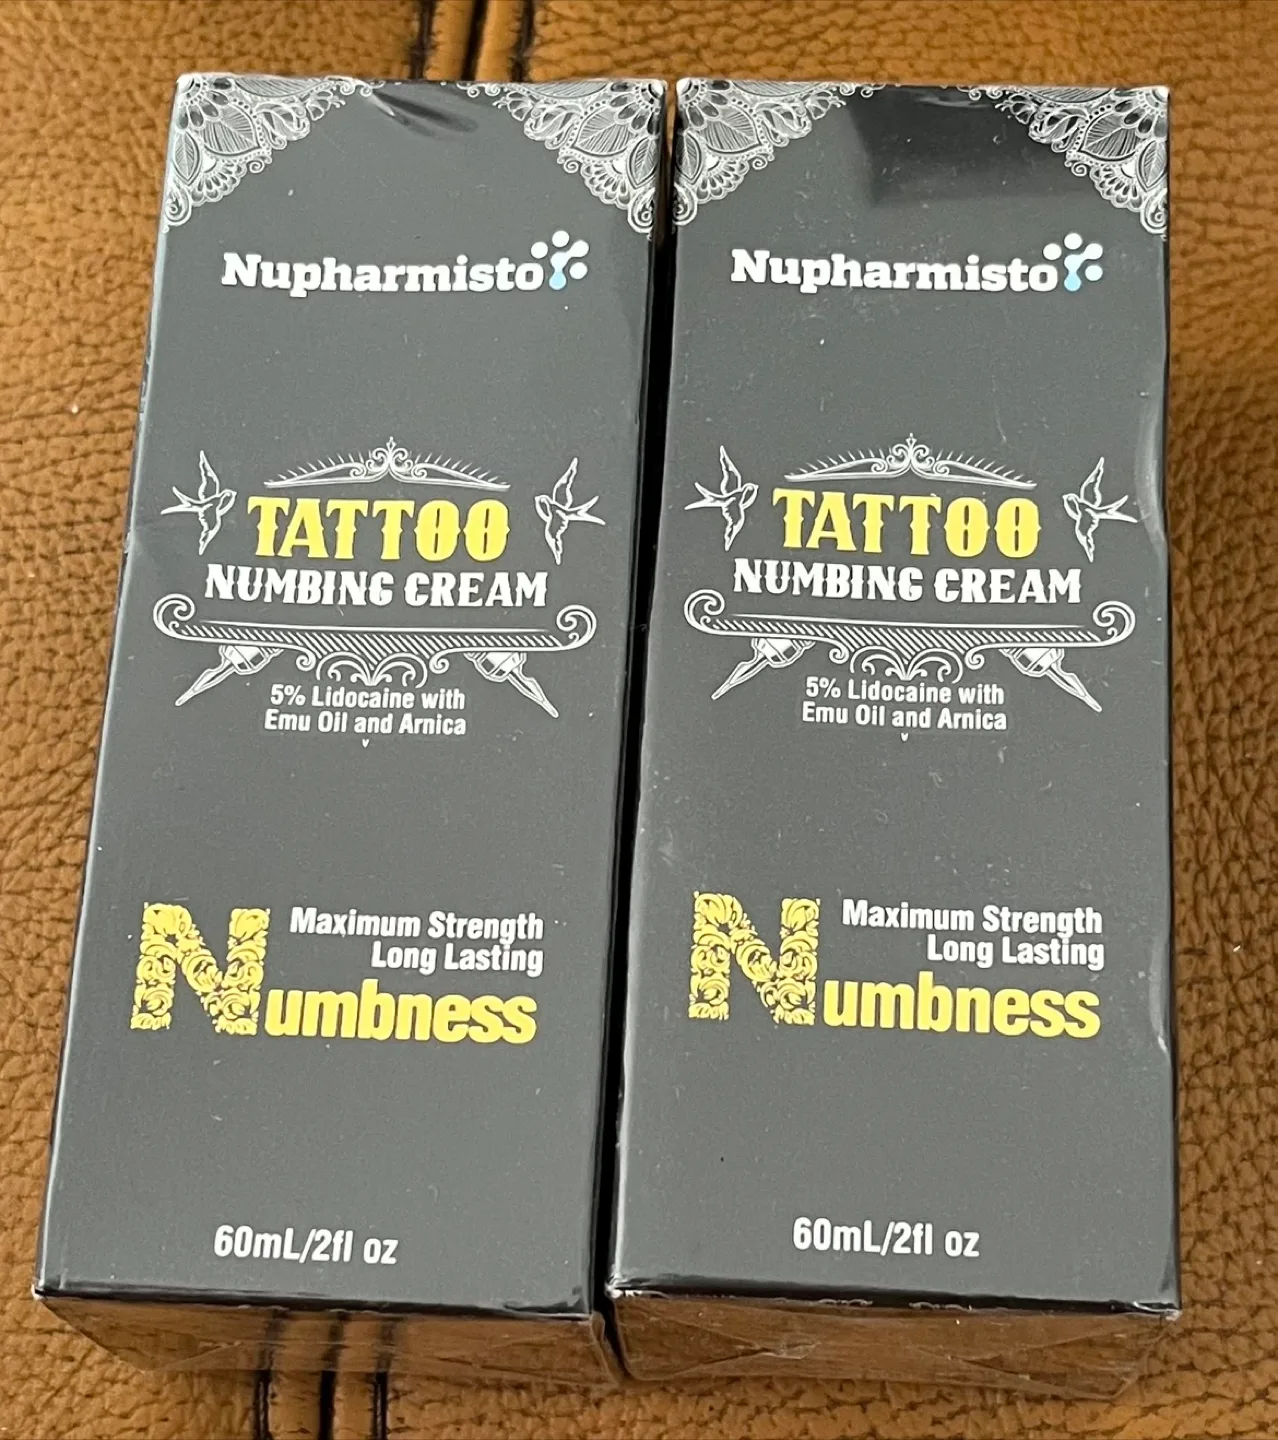 Nupharmisto
TATTOO
NUMBING CREAM
5% Lidocaine with
Emu Oil and Arnica
Maximum Strength
Long Lasting
Numbness
60mL/2fl oz
Nupharmisto
TATTOO
NUMBING CREAM
5% Lidocaine with
Emu Oil and Arnica
Maximum Strength
Long Lasting
Numbness
60mL/2fl oz